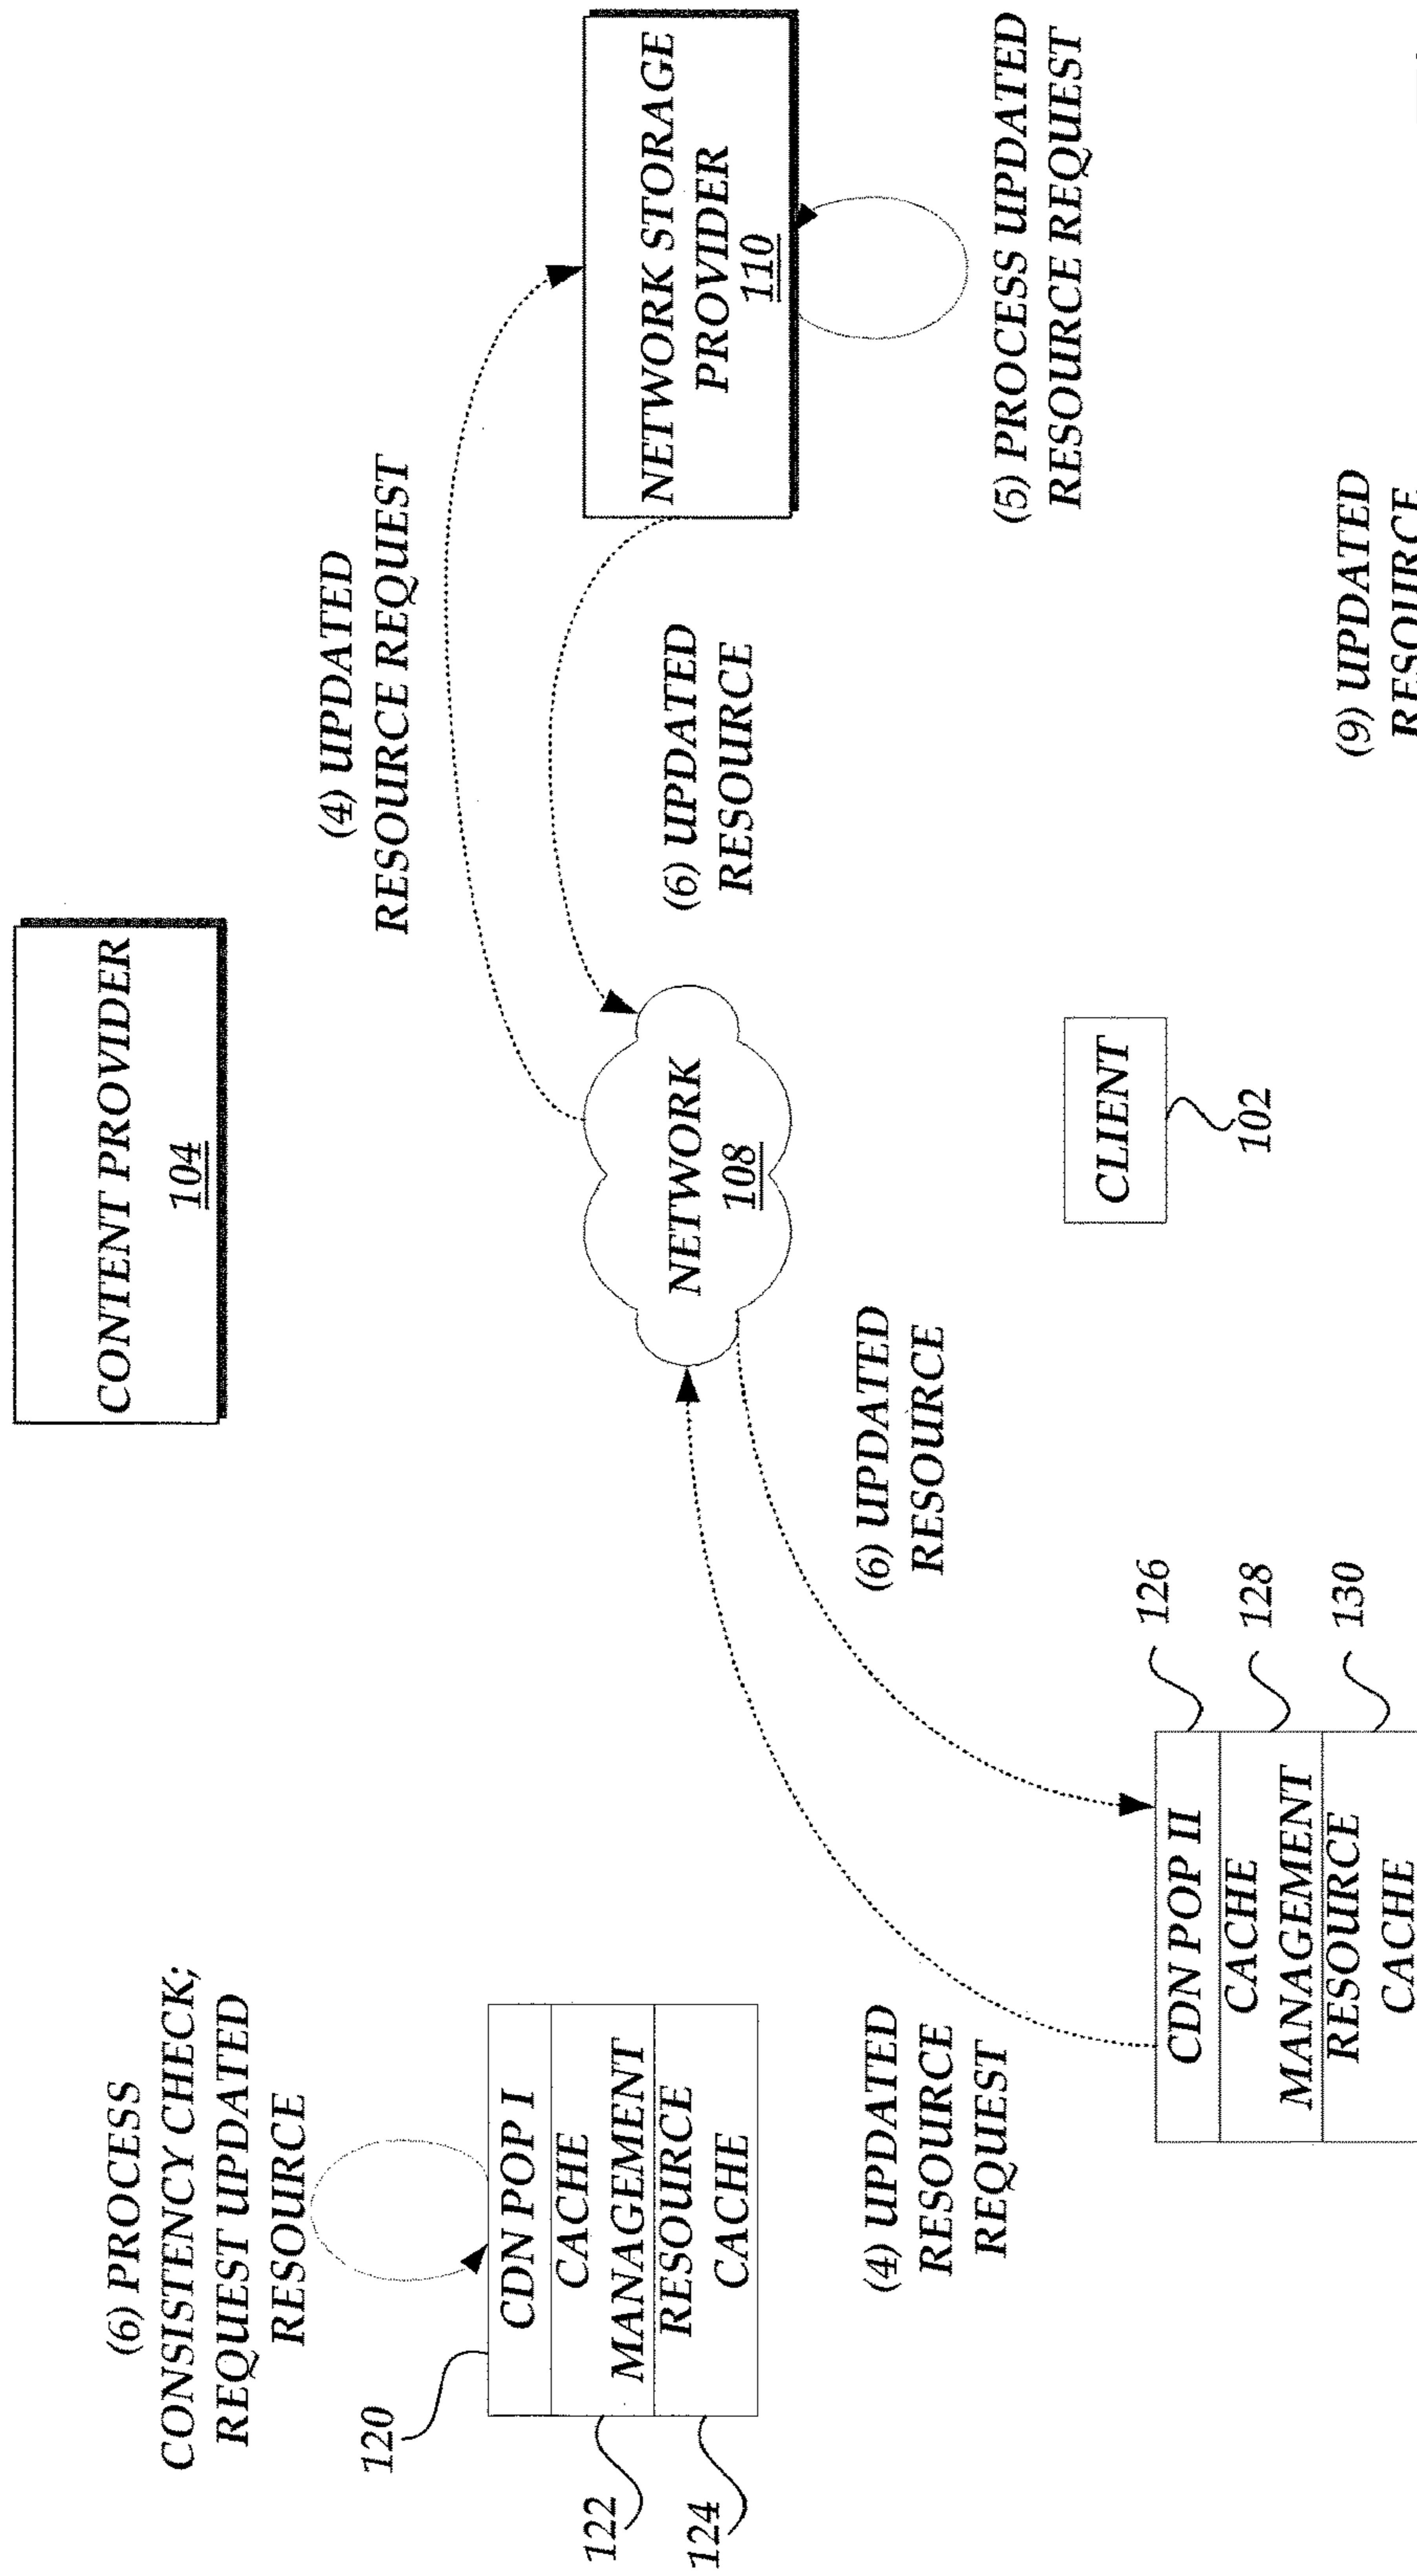 (6) PROCESS
CONSISTENCY CHECK;
REQUEST UPDATED
RESOURCE
120
CDN POP I
CACHE
MANAGEMENT
RESOURCE
CACHE
122
124
CONTENT PROVIDER
104
(4) UPDATED
RESOURCE REQUEST
NETWORK STORAGE
PROVIDER
110
(6) UPDATED
RESOURCE
NETWORK
108
(5) PROCESS UPDATED
RESOURCE REQUEST
(4) UPDATED
RESOURCE
REQUEST
(6) UPDATED
RESOURCE
CLIENT
102
CDN POP II
CACHE
MANAGEMENT
RESOURCE
CACHE
126
128
130
(9) UPDATED
RESOURCE